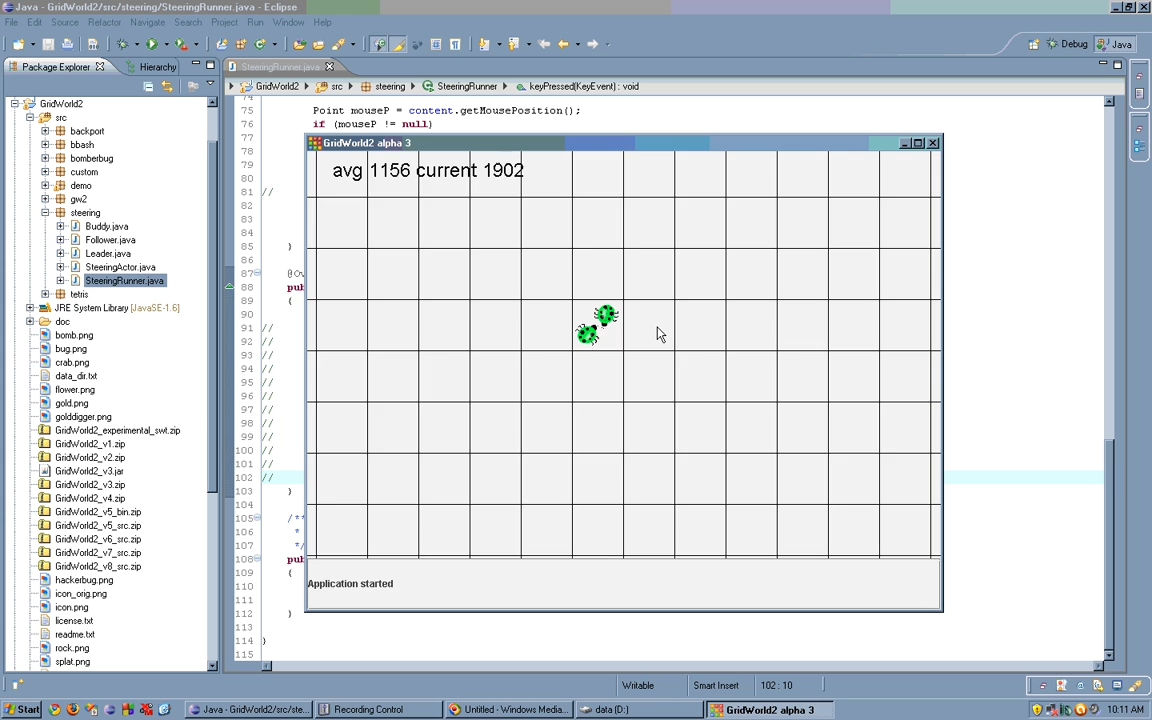 Java - GridWorld2/src/steering/SteeringRunner.java - Eclipse
File Edit Source Refactor Navigate Search Project Run Window Help
Debug Java
Package Explorer Hierarchy
GridWorld2
src
backport
bbash
bomberbug
custom
demo
gw2
steering
Buddy.java
Follower.java
Leader.java
SteeringActor.java
SteeringRunner.java
tetris
JRE System Library [JavaSE-1.6]
doc
bomb.png
bug.png
crab.png
data_dir.txt
flower.png
gold.png
golddigger.png
GridWorld2_experimental_swt.zip
GridWorld2_v1.zip
GridWorld2_v2.zip
GridWorld2_v3.jar
GridWorld2_v3.zip
GridWorld2_v4.zip
GridWorld2_v5_bin.zip
GridWorld2_v5_src.zip
GridWorld2_v6_src.zip
GridWorld2_v7_src.zip
GridWorld2_v8_src.zip
hackerbug.png
icon_orig.png
icon.png
license.txt
readme.txt
rock.png
splat.png
SteeringRunner.java
GridWorld2 src steering SteeringRunner keyPressed(KeyEvent) : void
74
75 Point mouseP = content.getMousePosition();
76 if (mouseP != null)
77
78
79
80
81 //
82
83
84
85 }
86
87 @Ov
88 pub
89 {
90
91 //
92 //
93 //
94 //
95 //
96 //
97 //
98 //
99 //
100 //
101 //
102 //
103 }
104
105 /**
106 *
107 */
108 pub
109 {
110
111
112 }
113
114 }
115
GridWorld2 alpha 3
avg 1156 current 1902
Application started
Writable Smart Insert 102 : 10
Start Java - GridWorld2/src/ste... Recording Control Untitled - Windows Media... data (D:) GridWorld2 alpha 3 10:11 AM